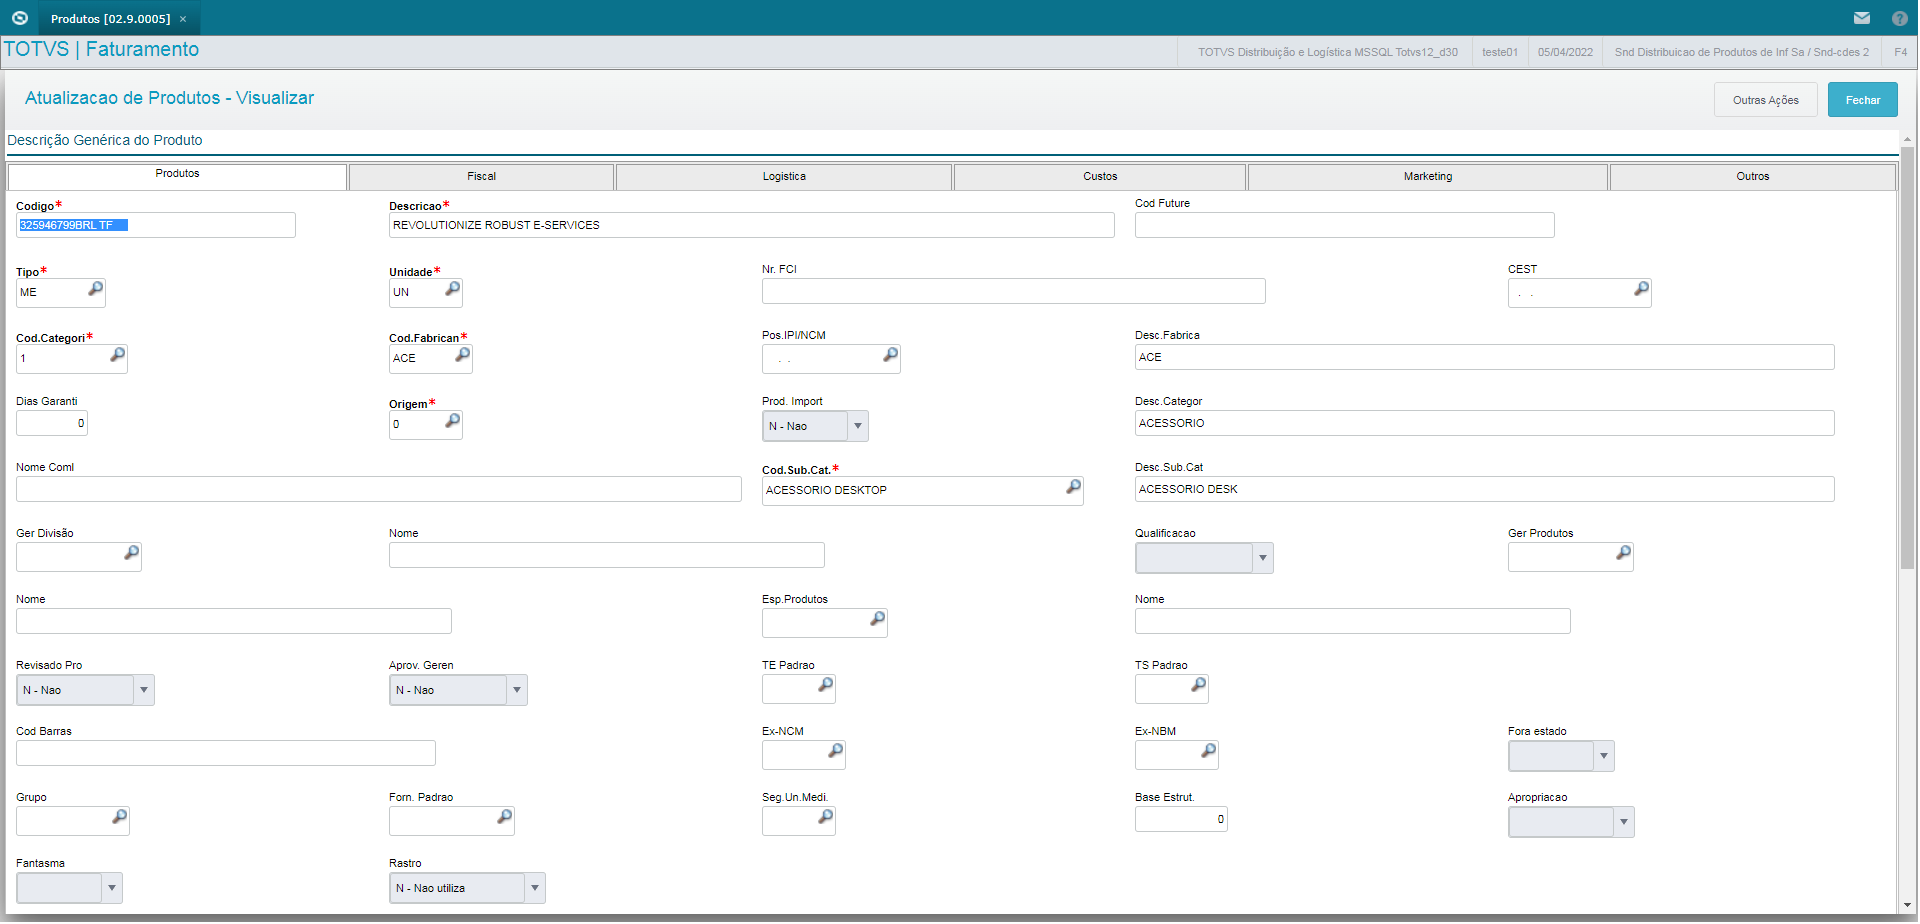 Produtos [02.9.0005] ×
TOTVS | Faturamento
TOTVS Distribuição e Logística MSSQL Totvs12_d30 teste01 05/04/2022 Snd Distribuicao de Produtos de Inf Sa / Snd-cdes 2 F4
Atualizacao de Produtos - Visualizar
Outras Ações Fechar
Descrição Genérica do Produto
Produtos Fiscal Logistica Custos Marketing Outros
Codigo* Descricao* Cod Future
325946799BRL TF REVOLUTIONIZE ROBUST E-SERVICES
Tipo* Unidade* Nr. FCI CEST
ME UN . .
Cod.Categori* Cod.Fabrican* Pos.IPI/NCM Desc.Fabrica
1 ACE . . ACE
Dias Garanti Origem* Prod. Import Desc.Categor
0 0 N - Nao ACESSORIO
Nome Coml Cod.Sub.Cat.* Desc.Sub.Cat
ACESSORIO DESKTOP ACESSORIO DESK
Ger Divisão Nome Qualificacao Ger Produtos
Nome Esp.Produtos Nome
Revisado Pro Aprov. Geren TE Padrao TS Padrao
N - Nao N - Nao
Cod Barras Ex-NCM Ex-NBM Fora estado
Grupo Forn. Padrao Seg.Un.Medi. Base Estrut. Apropriacao
0
Fantasma Rastro
N - Nao utiliza